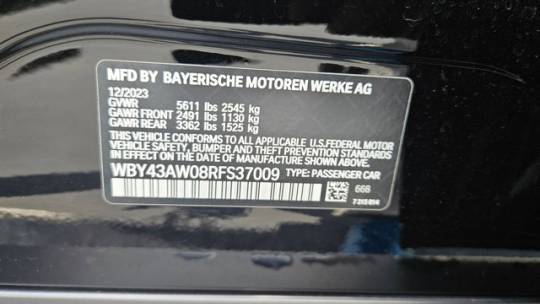 MFD BY BAYERISCHE MOTOREN WERKE AG
12/2023
GVWR 5611 lbs 2545 kg
GAWR FRONT 2491 lbs 1130 kg
GAWR REAR 3362 lbs 1525 kg
THIS VEHICLE CONFORMS TO ALL APPLICABLE U.S.FEDERAL MOTOR
VEHICLE SAFETY, BUMPER AND THEFT PREVENTION STANDARDS
IN EFFECT ON THE DATE OF MANUFACTURE SHOWN ABOVE.
WBY43AW08RFS37009 TYPE: PASSENGER CAR
668